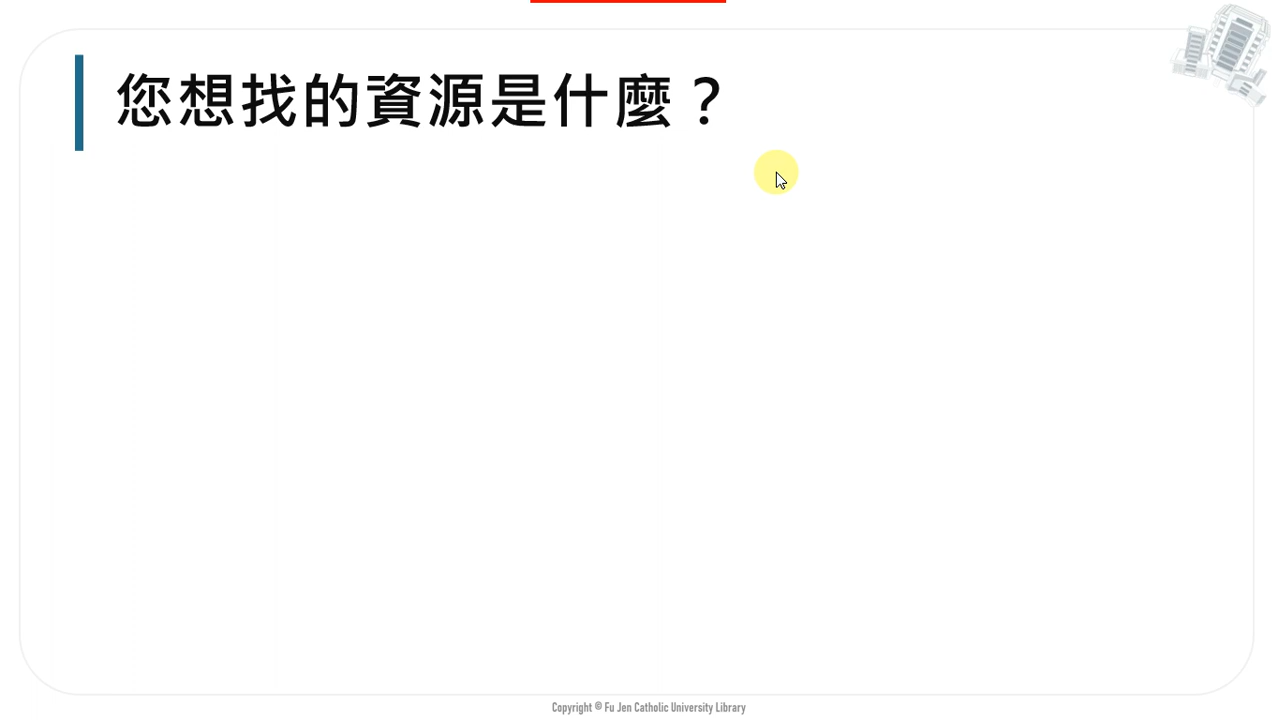 您想找的資源是什麼？
Copyright © Fu Jen Catholic University Library